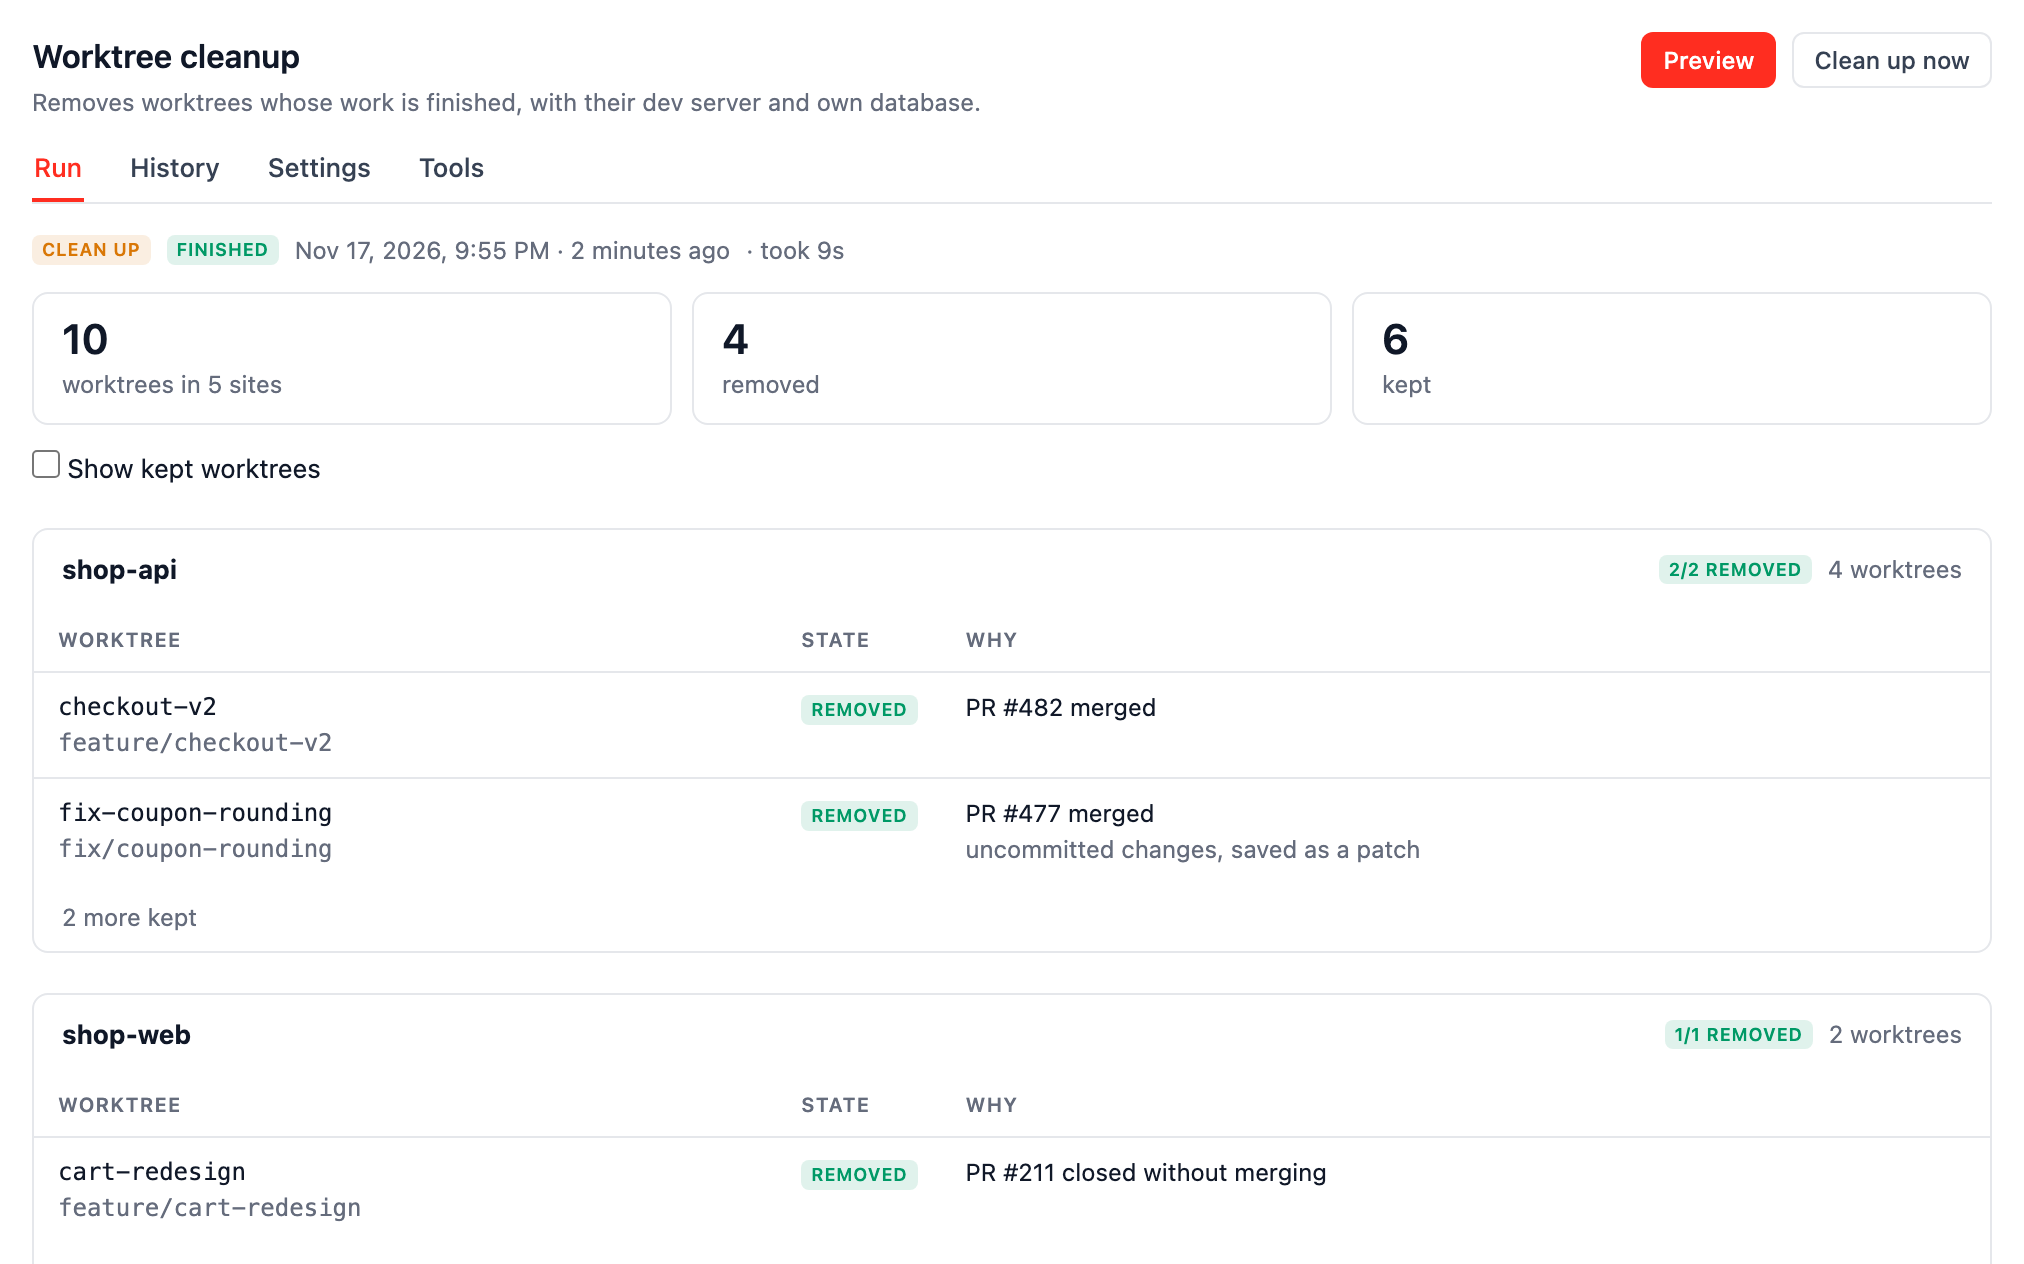 Worktree cleanup
Preview
Clean up now
Removes worktrees whose work is finished, with their dev server and own database.
Run
History
Settings
Tools
CLEAN UP
FINISHED
Nov 17, 2026, 9:55 PM · 2 minutes ago · took 9s
10
worktrees in 5 sites
4
removed
6
kept
Show kept worktrees
shop-api
2/2 REMOVED
4 worktrees
WORKTREE
STATE
WHY
checkout-v2
REMOVED
PR #482 merged
feature/checkout-v2
fix-coupon-rounding
REMOVED
PR #477 merged
fix/coupon-rounding
uncommitted changes, saved as a patch
2 more kept
shop-web
1/1 REMOVED
2 worktrees
WORKTREE
STATE
WHY
cart-redesign
REMOVED
PR #211 closed without merging
feature/cart-redesign